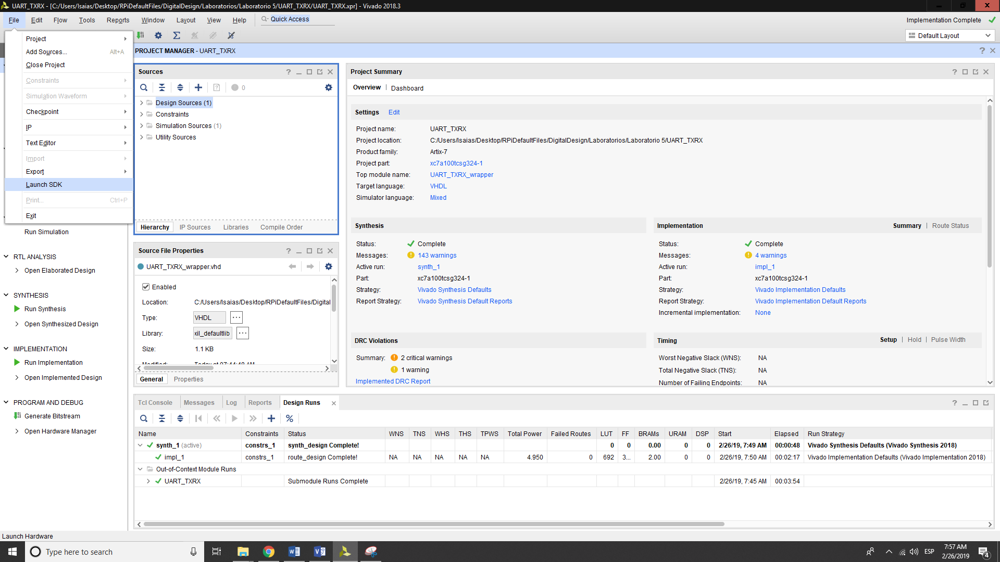 UART_TXRX - [C:/Users/Isaias/Desktop/RPiDefaultFiles/DigitalDesign/Laboratorios/Laboratorio 5/UART_TXRX/UART_TXRX.xpr] - Vivado 2018.3
File Edit Flow Tools Reports Window Layout View Help Quick Access
Implementation Complete
Default Layout
Project
Add Sources... Alt+A
Close Project
Constraints
Simulation Waveform
Checkpoint
IP
Text Editor
Import
Export
Launch SDK
Print... Ctrl+P
Exit
Run Simulation
RTL ANALYSIS
Open Elaborated Design
SYNTHESIS
Run Synthesis
Open Synthesized Design
IMPLEMENTATION
Run Implementation
Open Implemented Design
PROGRAM AND DEBUG
Generate Bitstream
Open Hardware Manager
PROJECT MANAGER - UART_TXRX
Sources
0
Design Sources (1)
Constraints
Simulation Sources (1)
Utility Sources
Hierarchy IP Sources Libraries Compile Order
Source File Properties
UART_TXRX_wrapper.vhd
Enabled
Location: C:/Users/Isaias/Desktop/RPiDefaultFiles/Digital
Type: VHDL
Library: xil_defaultlib
Size: 1.1 KB
Modified: Today at 07:44:48 AM
General Properties
Project Summary
Overview Dashboard
Settings Edit
Project name: UART_TXRX
Project location: C:/Users/Isaias/Desktop/RPiDefaultFiles/DigitalDesign/Laboratorios/Laboratorio 5/UART_TXRX
Product family: Artix-7
Project part: xc7a100tcsg324-1
Top module name: UART_TXRX_wrapper
Target language: VHDL
Simulator language: Mixed
Synthesis
Status: Complete
Messages: 143 warnings
Active run: synth_1
Part: xc7a100tcsg324-1
Strategy: Vivado Synthesis Defaults
Report Strategy: Vivado Synthesis Default Reports
Implementation Summary Route Status
Status: Complete
Messages: 4 warnings
Active run: impl_1
Part: xc7a100tcsg324-1
Strategy: Vivado Implementation Defaults
Report Strategy: Vivado Implementation Default Reports
Incremental implementation: None
DRC Violations
Summary: 2 critical warnings
1 warning
Implemented DRC Report
Timing Setup Hold Pulse Width
Worst Negative Slack (WNS): NA
Total Negative Slack (TNS): NA
Number of Failing Endpoints: NA
Tcl Console Messages Log Reports Design Runs
Name Constraints Status WNS TNS WHS THS TPWS Total Power Failed Routes LUT FF BRAMs URAM DSP Start Elapsed Run Strategy
synth_1 (active) constrs_1 synth_design Complete! 0 0 0.00 0 0 2/26/19, 7:49 AM 00:00:48 Vivado Synthesis Defaults (Vivado Synthesis 2018)
impl_1 constrs_1 route_design Complete! NA NA NA NA NA 4.950 0 692 3... 2.00 0 0 2/26/19, 7:50 AM 00:02:17 Vivado Implementation Defaults (Vivado Implementation 2018)
Out-of-Context Module Runs
UART_TXRX Submodule Runs Complete 2/26/19, 7:45 AM 00:03:54
Launch Hardware
Type here to search
ESP
7:57 AM
2/26/2019
4